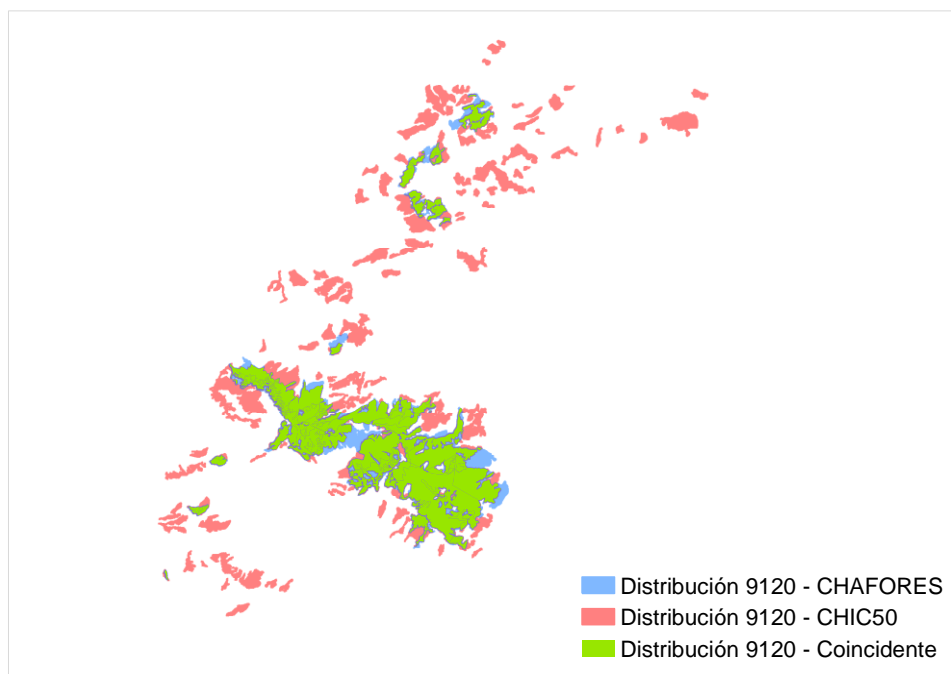 Distribución 9120 - CHAFORES
Distribución 9120 - CHIC50
Distribución 9120 - Coincidente